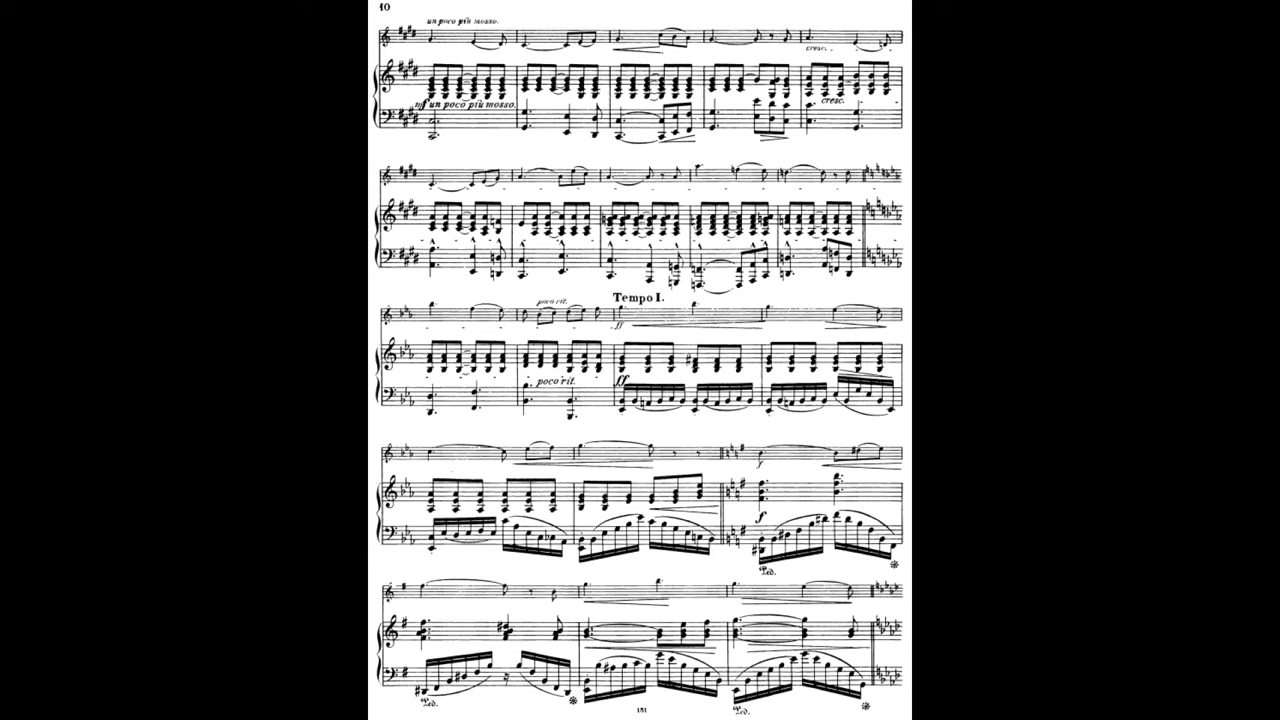 10
un poco più mosso.
cresc.
mf un poco più mosso.
cresc.
poco rit.
Tempo I.
ff
poco rit.
ff
f
f
Ped.
Ped.
Ped.
151